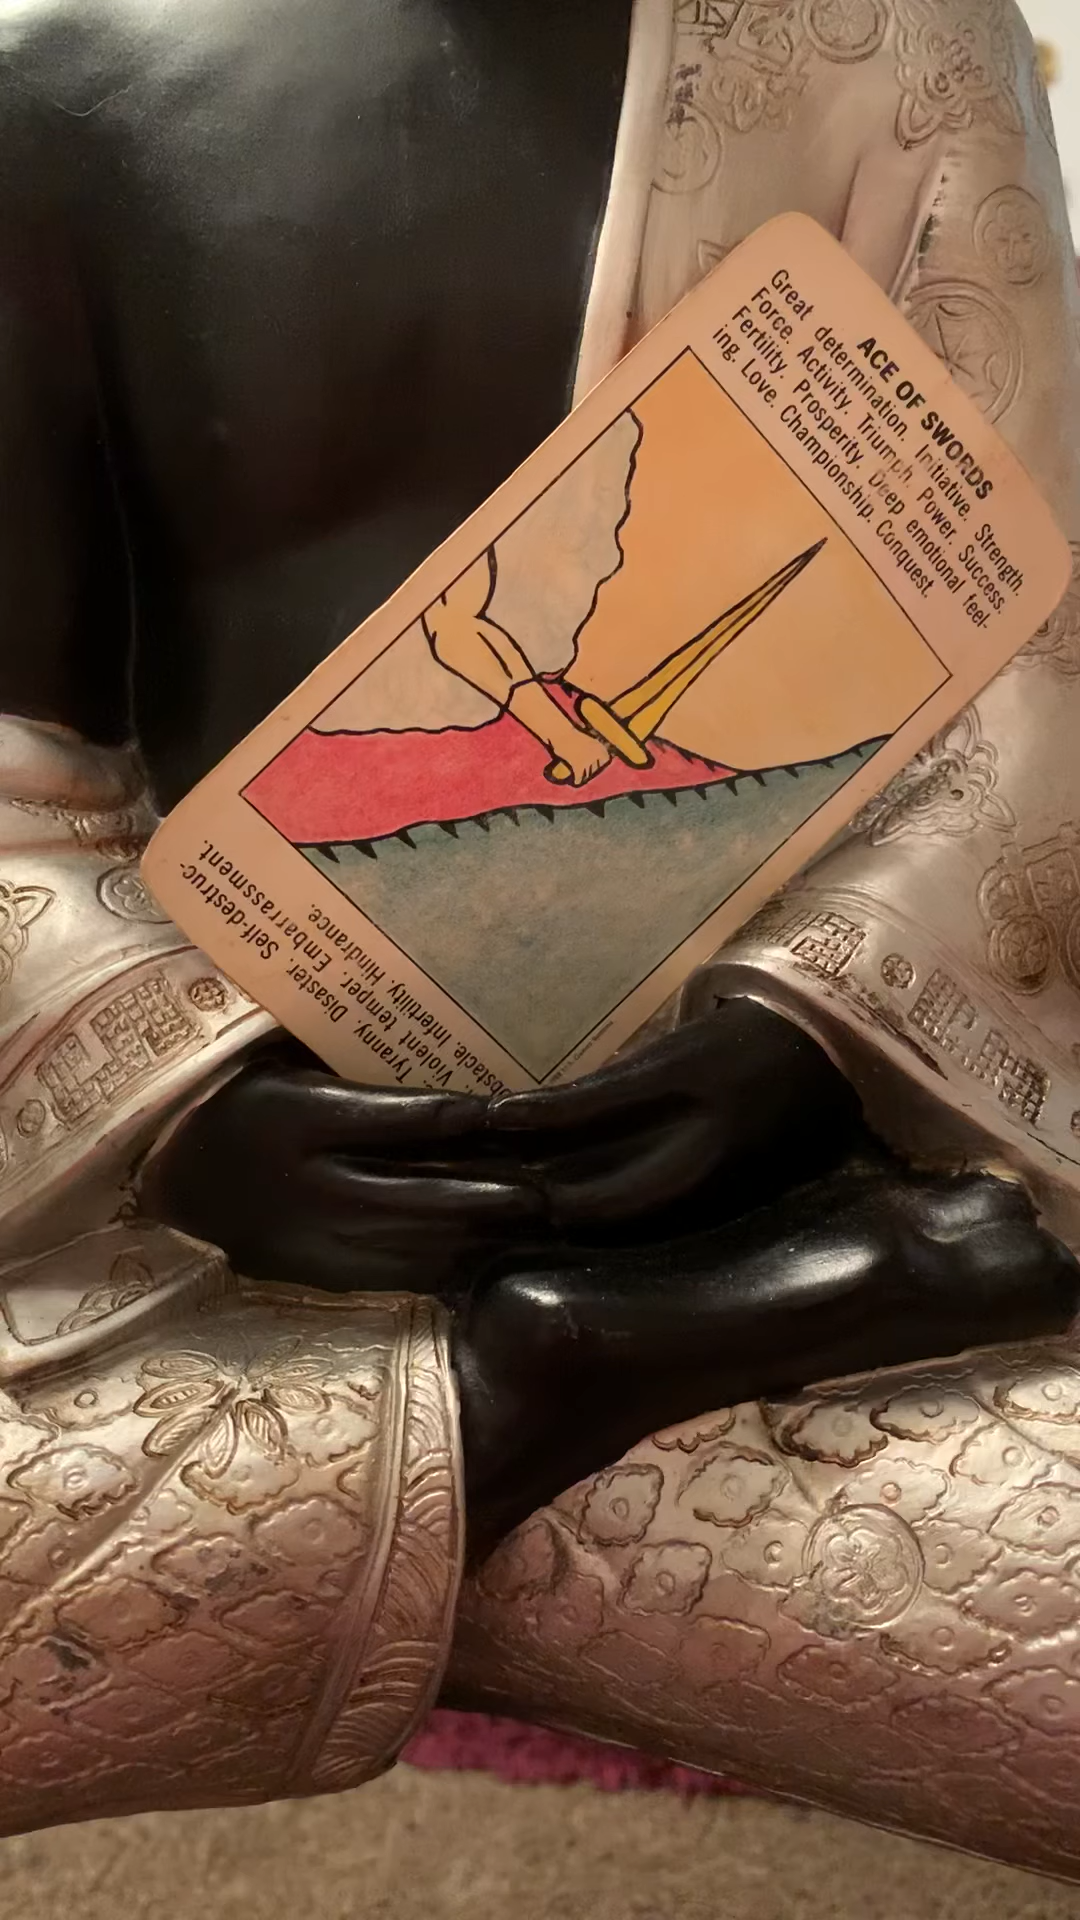 ACE OF SWORDS
Great determination. Initiative. Strength.
Force. Activity. Triumph. Power. Success.
Fertility. Prosperity. Deep emotional feel-
ing. Love. Championship. Conquest.
Tyranny. Disaster. Self-destruc-
Violent temper. Embarrassment.
Obstacle. Infertility. Hindrance.